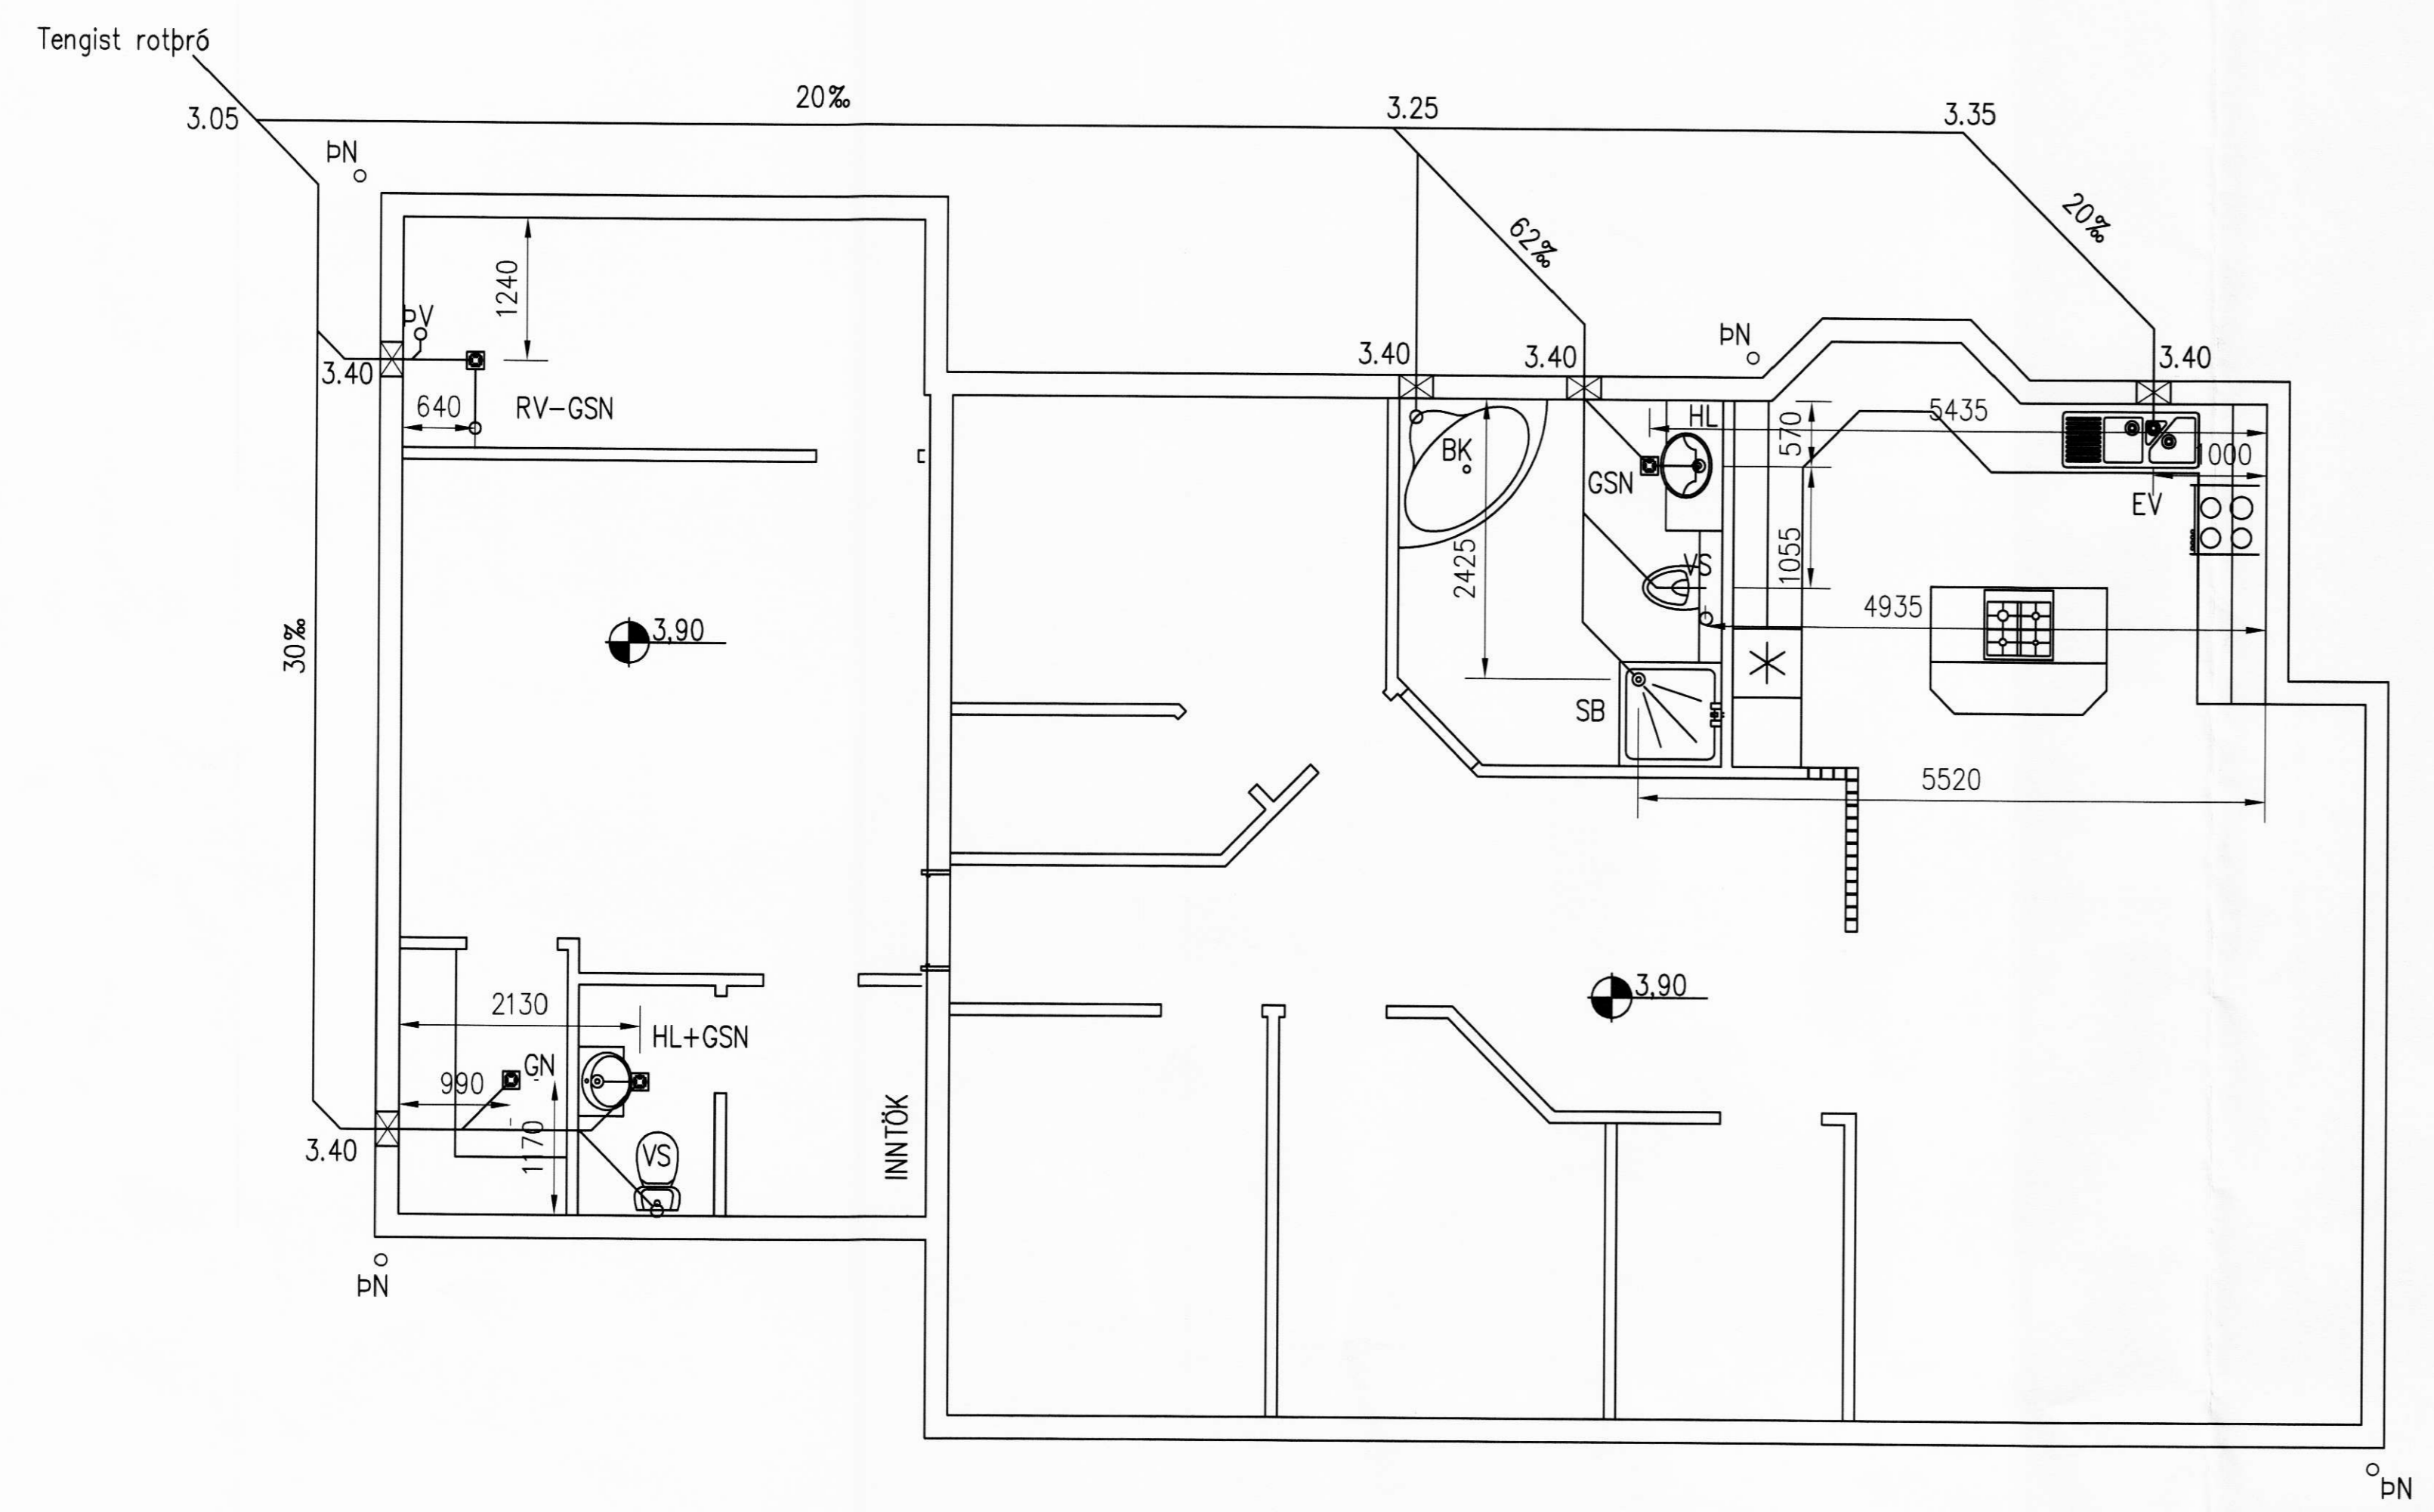 Tengist rotþró
20‰
3.25
3.35
3.05
ÞN
20‰
62‰
1240
ÞV
ÞN
3.40
3.40
3.40
3.40
640
RV-GSN
HL
570
5435
BK
1000
GSN
EV
2425
1055
VS
4935
30‰
3,90
SB
5520
3,90
2130
HL+GSN
GN
990
1170
INNTÖK
3.40
VS
ÞN
ÞN